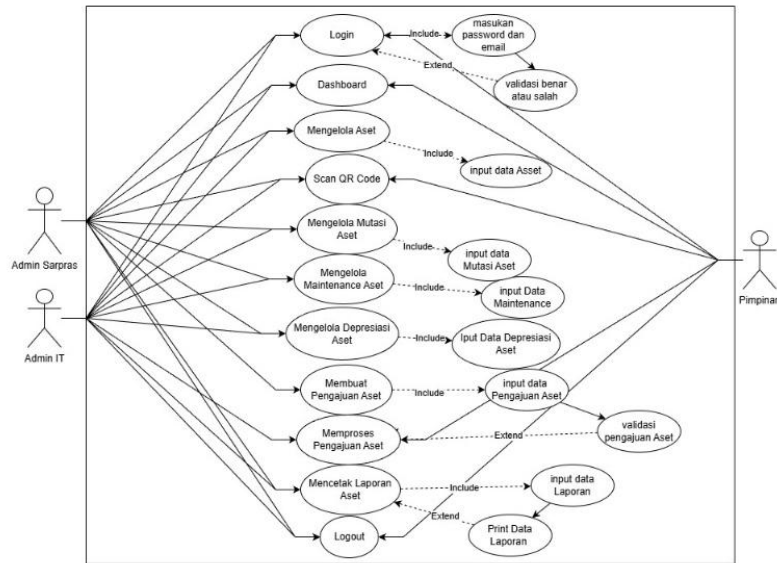 Login
Include
masukan
password dan
email
Extend
validasi benar
atau salah
Dashboard
Mengelola Aset
Include
input data Asset
Scan QR Code
Admin Sarpras
Mengelola Mutasi
Aset
Include
input data
Mutasi Aset
Pimpinan
Mengelola
Maintenance Aset
Include
input Data
Maintenance
Admin IT
Mengelola Depresiasi
Aset
Include
Iput Data Depresiasi
Aset
Membuat
Pengajuan Aset
Include
input data
Pengajuan Aset
Memproses
Pengajuan Aset
Extend
validasi
pengajuan Aset
Mencetak Laporan
Aset
Include
input data
Laporan
Extend
Print Data
Laporan
Logout